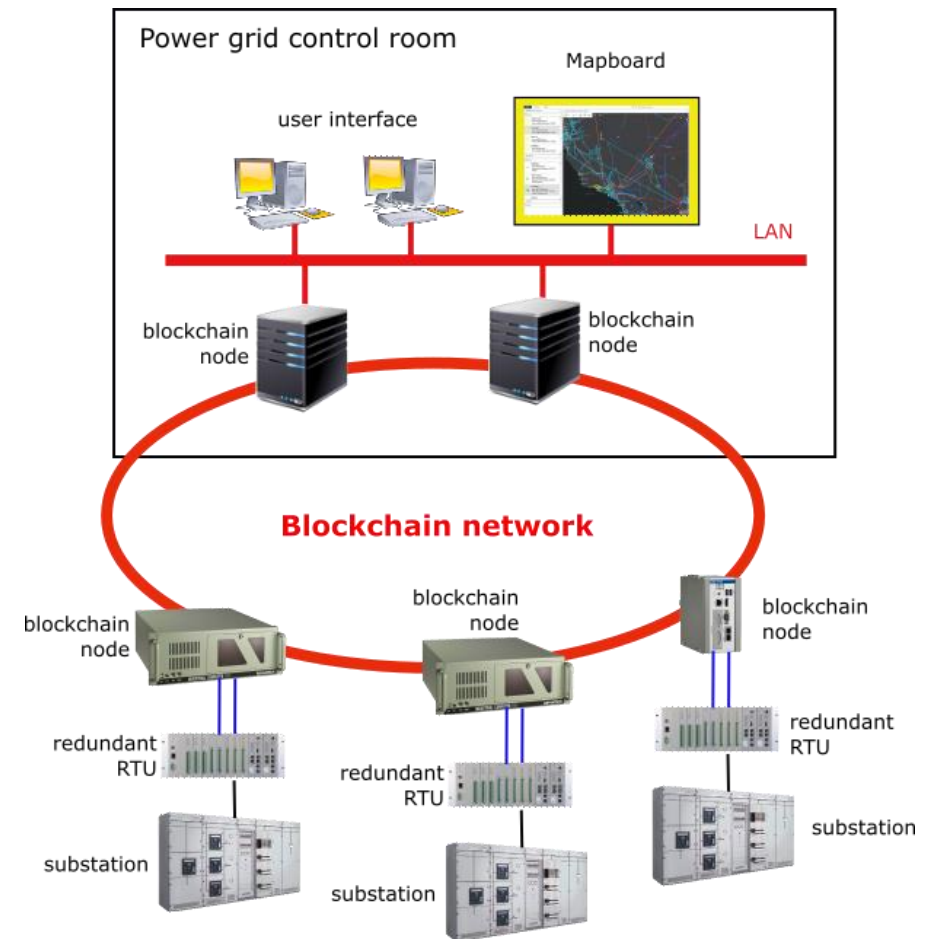 Power grid control room
Mapboard
user interface
LAN
blockchain
node
blockchain
node
Blockchain network
blockchain
node
blockchain
node
blockchain
node
redundant
RTU
redundant
RTU
redundant
RTU
substation
substation
substation